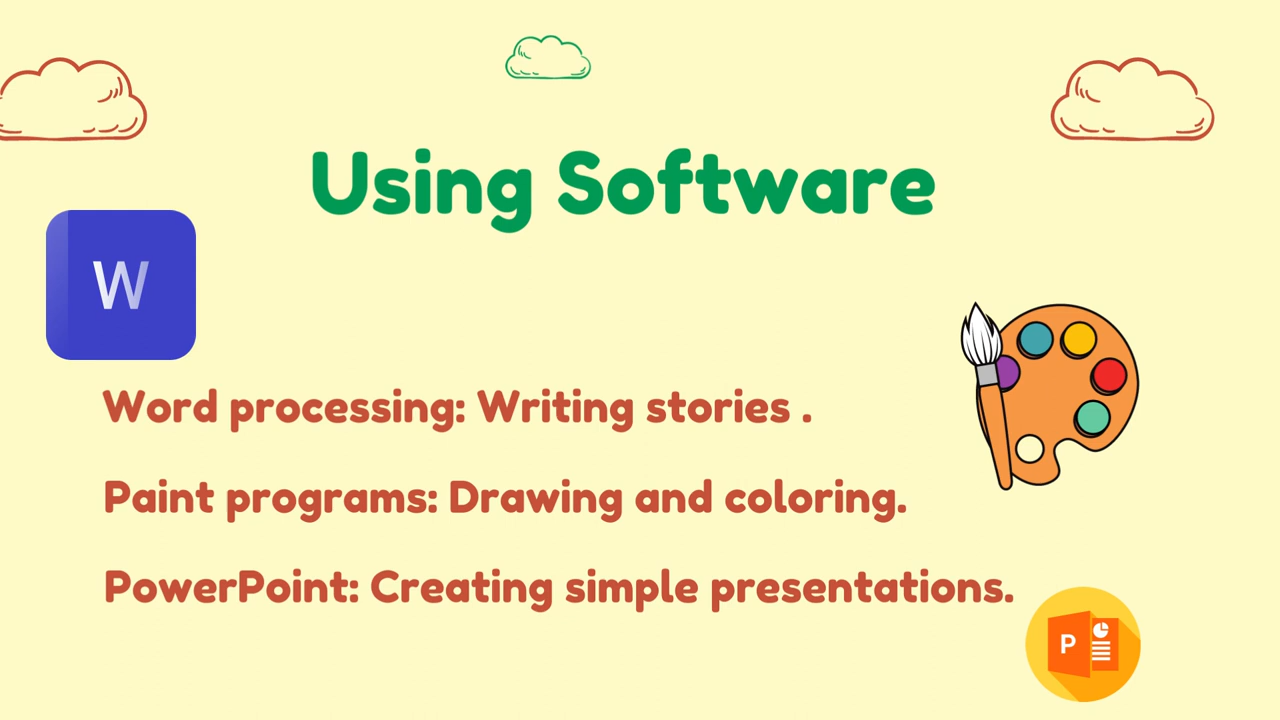 Using Software
W
Word processing: Writing stories .
Paint programs: Drawing and coloring.
PowerPoint: Creating simple presentations.
P